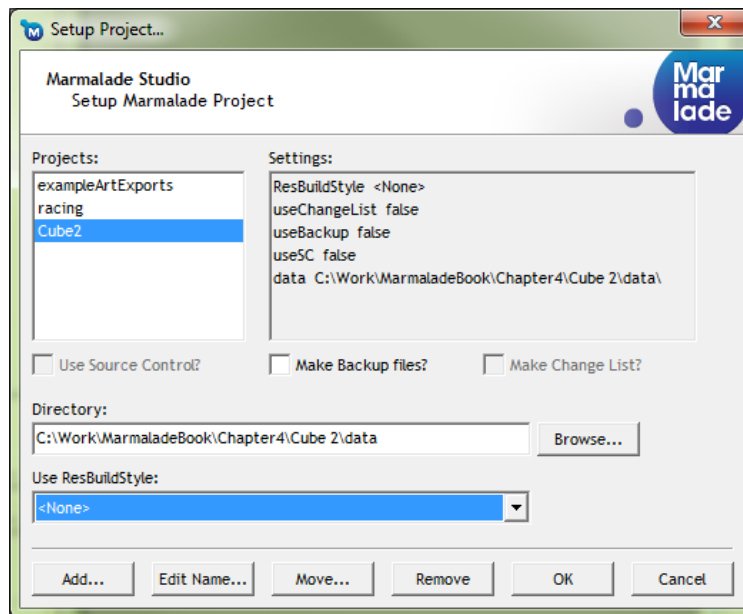 Setup Project...
Marmalade Studio
Setup Marmalade Project
Mar
ma
lade
Projects:
exampleArtExports
racing
Cube2
Settings:
ResBuildStyle <None>
useChangeList false
useBackup false
useSC false
data C:\Work\MarmaladeBook\Chapter4\Cube 2\data\
Use Source Control?
Make Backup files?
Make Change List?
Directory:
C:\Work\MarmaladeBook\Chapter4\Cube 2\data
Browse...
Use ResBuildStyle:
<None>
Add...
Edit Name...
Move...
Remove
OK
Cancel